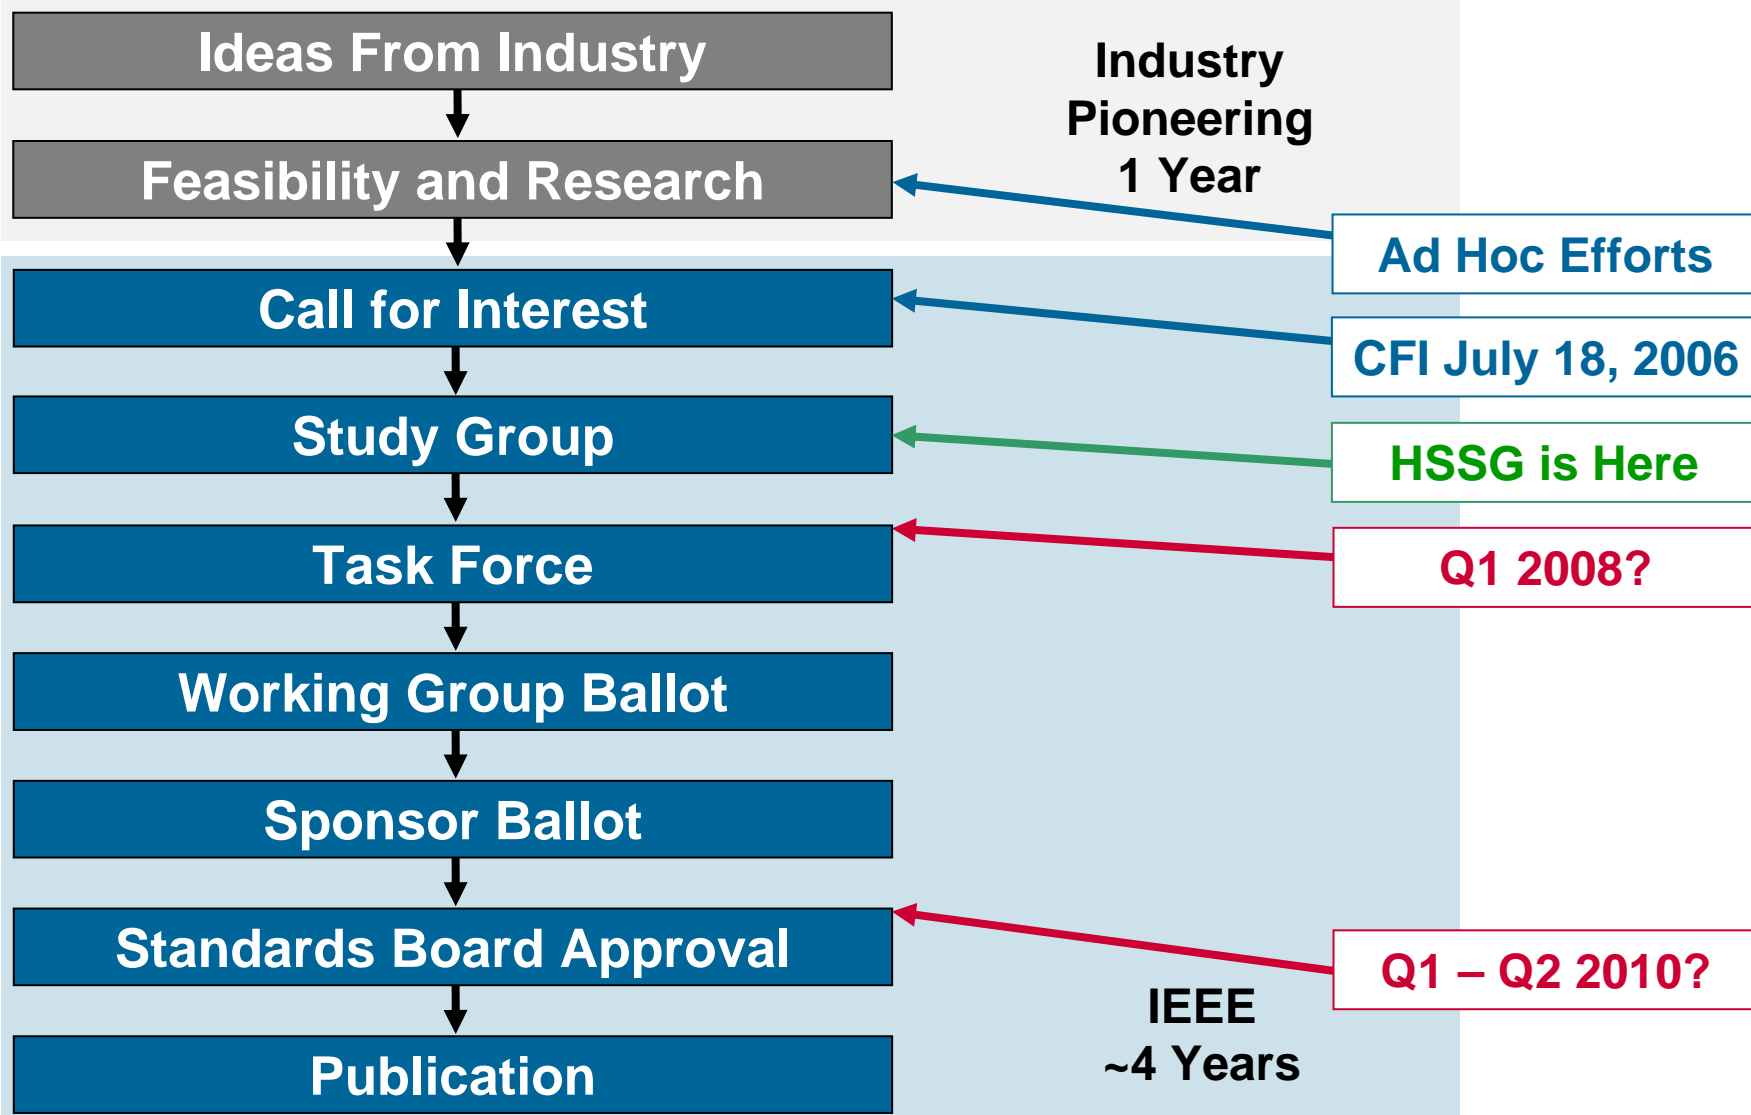 Ideas From Industry
Industry
Pioneering
1 Year
Feasibility and Research
Ad Hoc Efforts
Call for Interest
CFI July 18, 2006
Study Group
HSSG is Here
Task Force
Q1 2008?
Working Group Ballot
Sponsor Ballot
Standards Board Approval
Q1 – Q2 2010?
IEEE
~4 Years
Publication